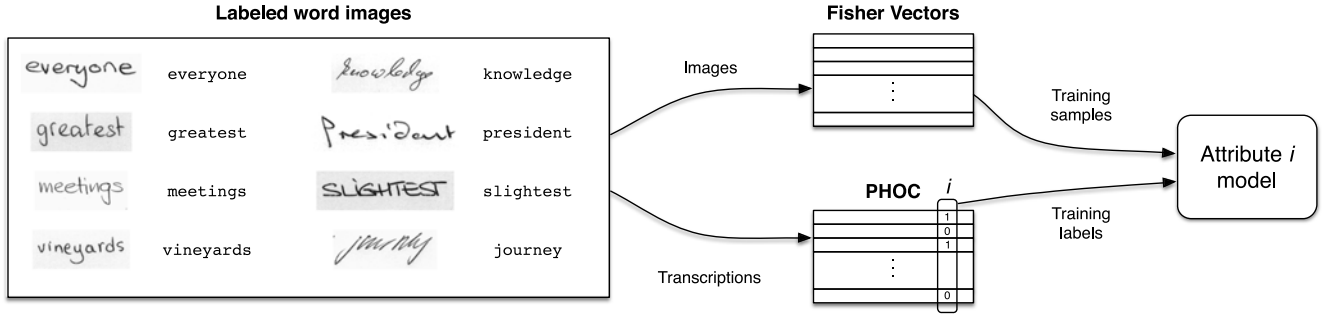 Labeled word images
everyone everyone knowledge knowledge
greatest greatest President president
meetings meetings SLIGHTEST slightest
vineyards vineyards journey journey
Images
Transcriptions
Fisher Vectors
PHOC
i
1
0
1
0
Training
samples
Training
labels
Attribute i
model